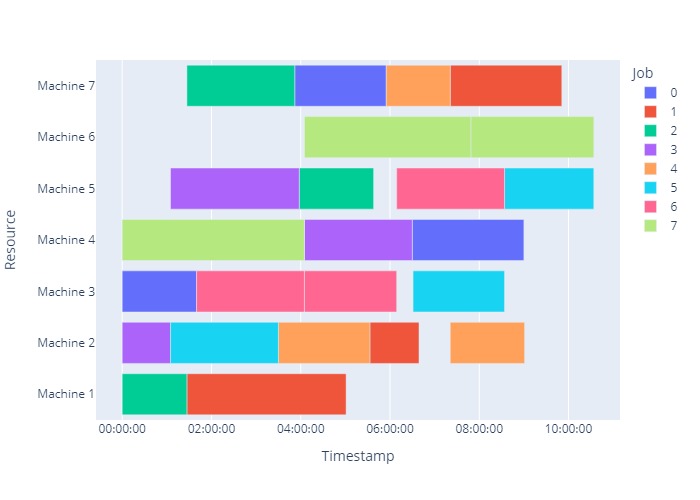 Job
0
1
2
3
4
5
6
7
Resource
Machine 7
Machine 6
Machine 5
Machine 4
Machine 3
Machine 2
Machine 1
00:00:00 02:00:00 04:00:00 06:00:00 08:00:00 10:00:00
Timestamp